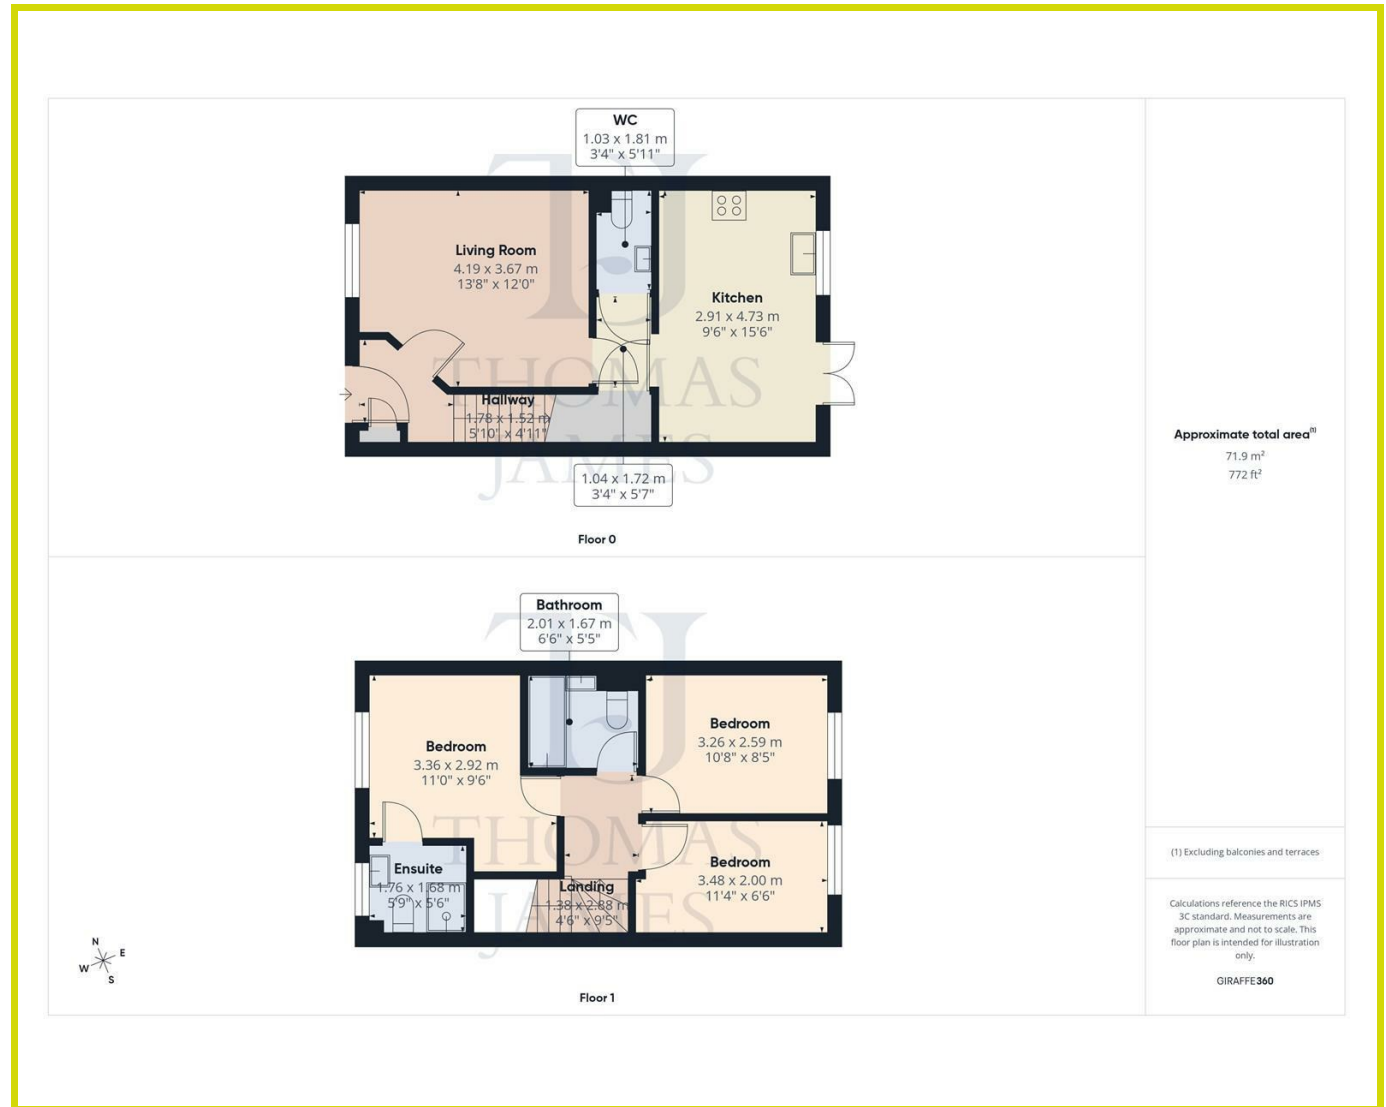 WC
1.03 x 1.81 m
3'4" x 5'11"
Living Room
4.19 x 3.67 m
13'8" x 12'0"
Kitchen
2.91 x 4.73 m
9'6" x 15'6"
Hallway
1.78 x 1.52 m
5'10" x 4'11"
1.04 x 1.72 m
3'4" x 5'7"
TJ
THOMAS
JAMES
Floor 0
Approximate total area(1)
71.9 m²
772 ft²
Bathroom
2.01 x 1.67 m
6'6" x 5'5"
Bedroom
3.36 x 2.92 m
11'0" x 9'6"
Bedroom
3.26 x 2.59 m
10'8" x 8'5"
Ensuite
1.76 x 1.68 m
5'9" x 5'6"
Landing
1.38 x 2.88 m
4'6" x 9'5"
Bedroom
3.48 x 2.00 m
11'4" x 6'6"
TJ
THOMAS
JAMES
N
E
W
S
Floor 1
(1) Excluding balconies and terraces
Calculations reference the RICS IPMS
3C standard. Measurements are
approximate and not to scale. This
floor plan is intended for illustration
only.
GIRAFFE360